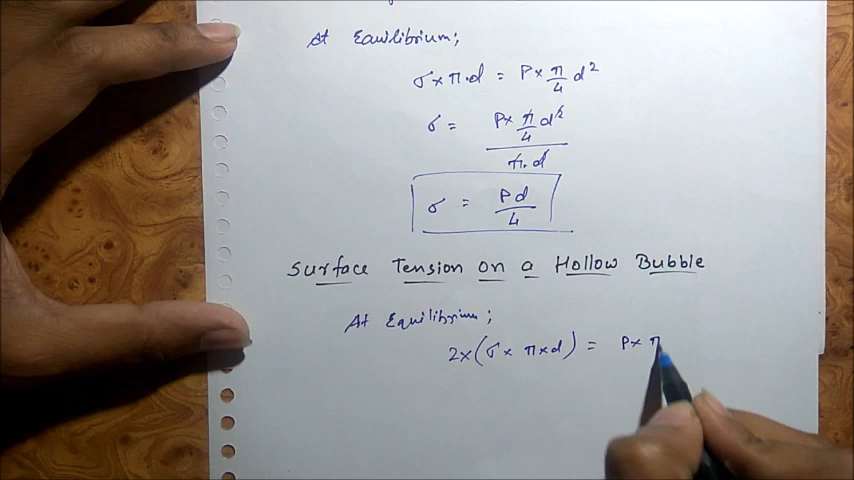 At Equilibrium;
σ × π.d = P × π/4 d²
σ = P × π/4 d² / π.d
σ = Pd/4
Surface Tension on a Hollow Bubble
At Equilibrium;
2×(σ × π × d) = P × π